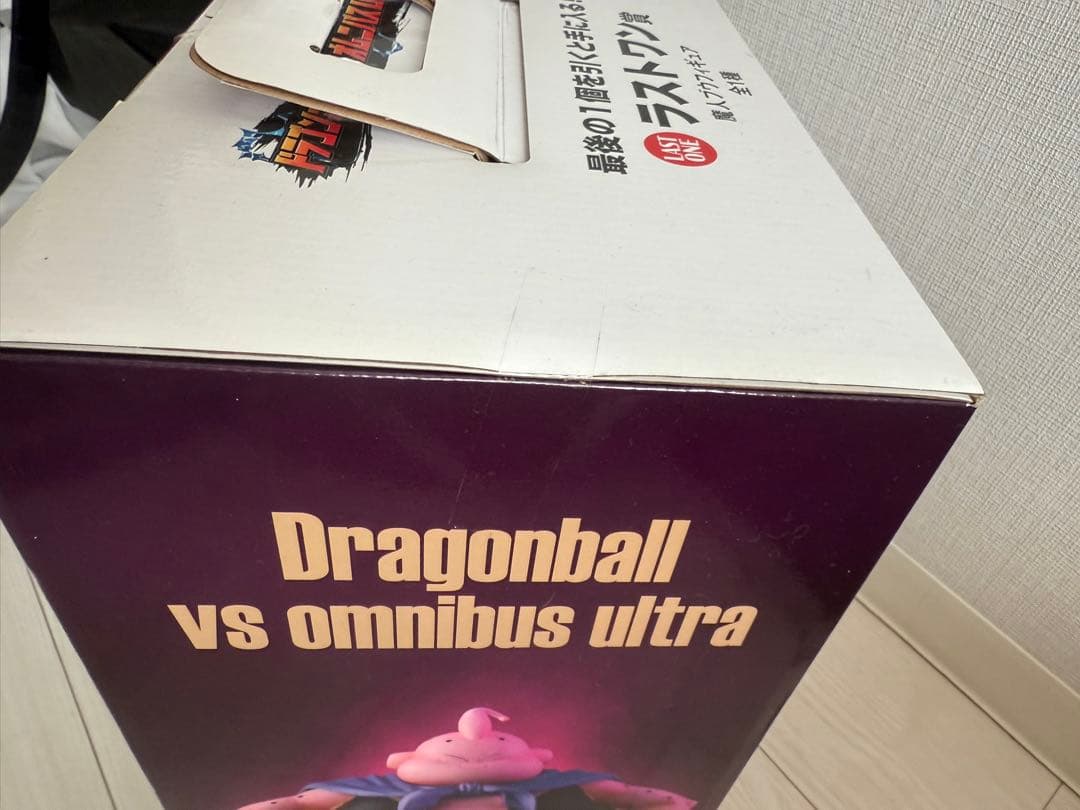 最後の1個を引くと手に入る!
LAST
ONE
ラストワン賞
魔人ブウフィギュア
全1種
Dragonball
vs omnibus ultra